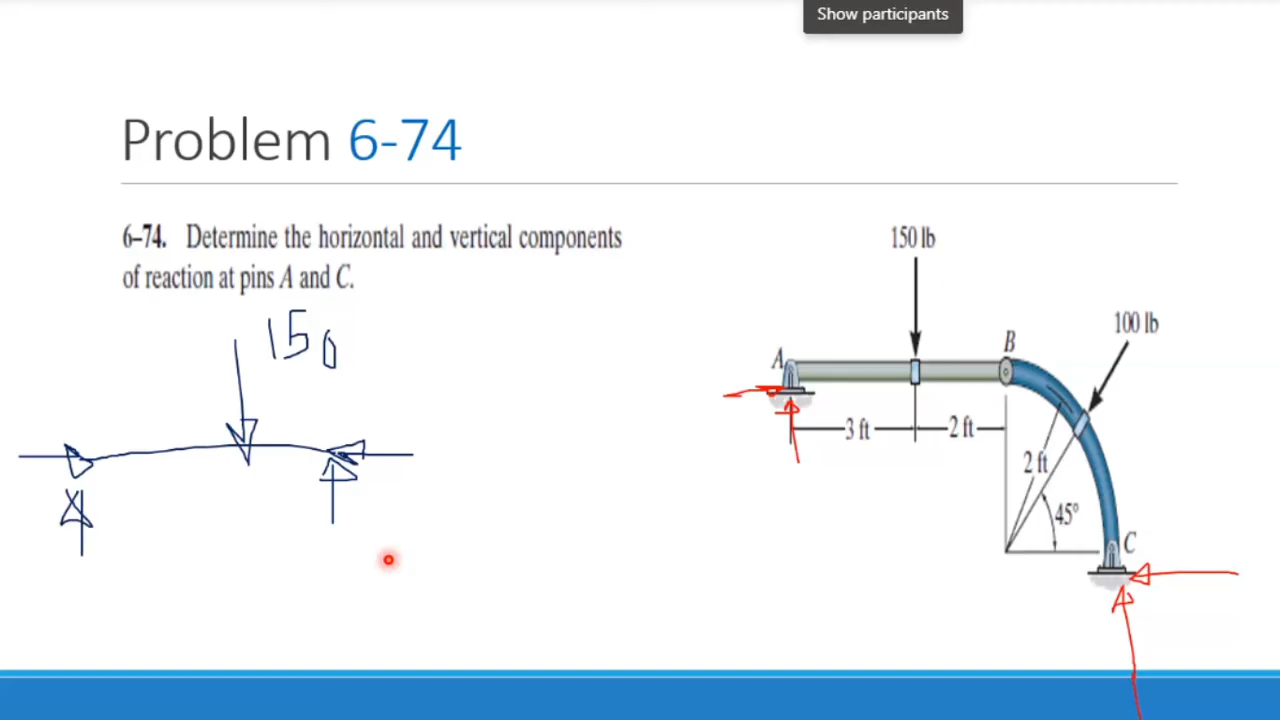 Show participants
Problem 6-74
6–74. Determine the horizontal and vertical components
of reaction at pins A and C.
150
150 lb
100 lb
A
B
3 ft
2 ft
2 ft
45°
C